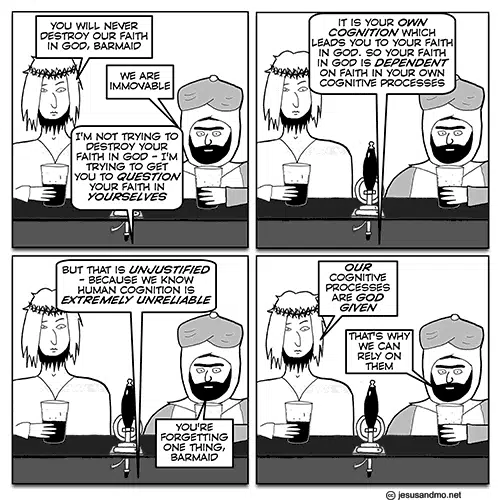 YOU WILL NEVER
DESTROY OUR FAITH
IN GOD, BARMAID
WE ARE
IMMOVABLE
I'M NOT TRYING TO
DESTROY YOUR
FAITH IN GOD - I'M
TRYING TO GET
YOU TO QUESTION
YOUR FAITH IN
YOURSELVES
IT IS YOUR OWN
COGNITION WHICH
LEADS YOU TO YOUR FAITH
IN GOD. SO YOUR FAITH
IN GOD IS DEPENDENT
ON FAITH IN YOUR OWN
COGNITIVE PROCESSES
BUT THAT IS UNJUSTIFIED
- BECAUSE WE KNOW
HUMAN COGNITION IS
EXTREMELY UNRELIABLE
YOU'RE
FORGETTING
ONE THING,
BARMAID
OUR
COGNITIVE
PROCESSES
ARE GOD
GIVEN
THAT'S WHY
WE CAN
RELY ON
THEM
cc jesusandmo.net